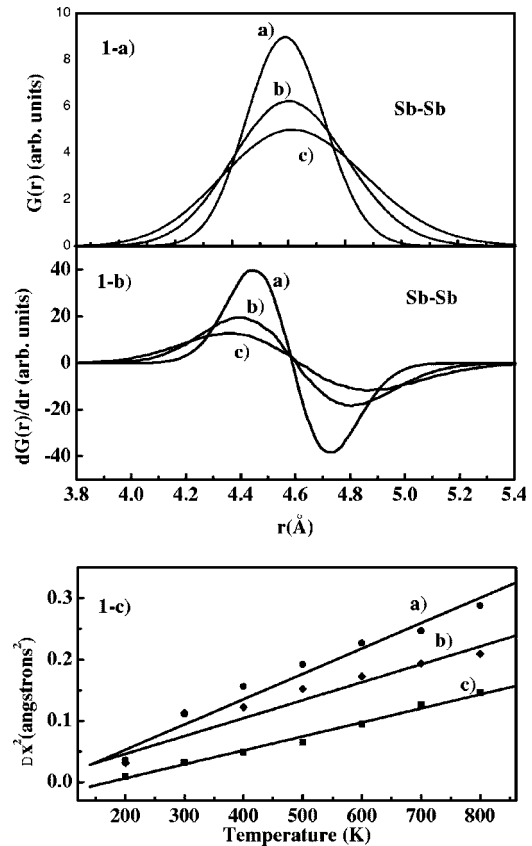 10
1-a)
a)
8
G(r) (arb. units)
6
b)
Sb-Sb
4
c)
2
0
40
1-b)
a)
Sb-Sb
20
b)
c)
dG(r)/dr (arb. units)
0
-20
-40
3.8 4.0 4.2 4.4 4.6 4.8 5.0 5.2 5.4
r(Å)
0.3
1-c)
a)
b)
0.2
Dx²(angstrons²)
c)
0.1
0.0
200 300 400 500 600 700 800
Temperature (K)